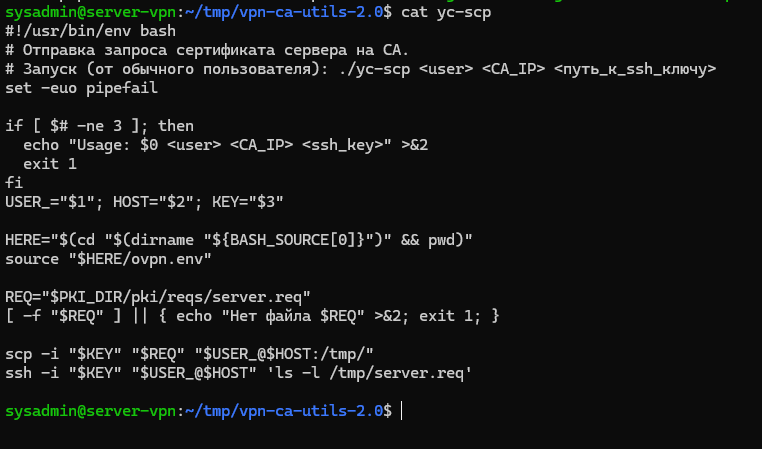 sysadmin@server-vpn:~/tmp/vpn-ca-utils-2.0$ cat yc-scp
#!/usr/bin/env bash
# Отправка запроса сертификата сервера на CA.
# Запуск (от обычного пользователя): ./yc-scp <user> <CA_IP> <путь_к_ssh_ключу>
set -euo pipefail

if [ $# -ne 3 ]; then
  echo "Usage: $0 <user> <CA_IP> <ssh_key>" >&2
  exit 1
fi
USER_="$1"; HOST="$2"; KEY="$3"

HERE="$(cd "$(dirname "${BASH_SOURCE[0]}")" && pwd)"
source "$HERE/ovpn.env"

REQ="$PKI_DIR/pki/reqs/server.req"
[ -f "$REQ" ] || { echo "Нет файла $REQ" >&2; exit 1; }

scp -i "$KEY" "$REQ" "$USER_@$HOST:/tmp/"
ssh -i "$KEY" "$USER_@$HOST" 'ls -l /tmp/server.req'

sysadmin@server-vpn:~/tmp/vpn-ca-utils-2.0$